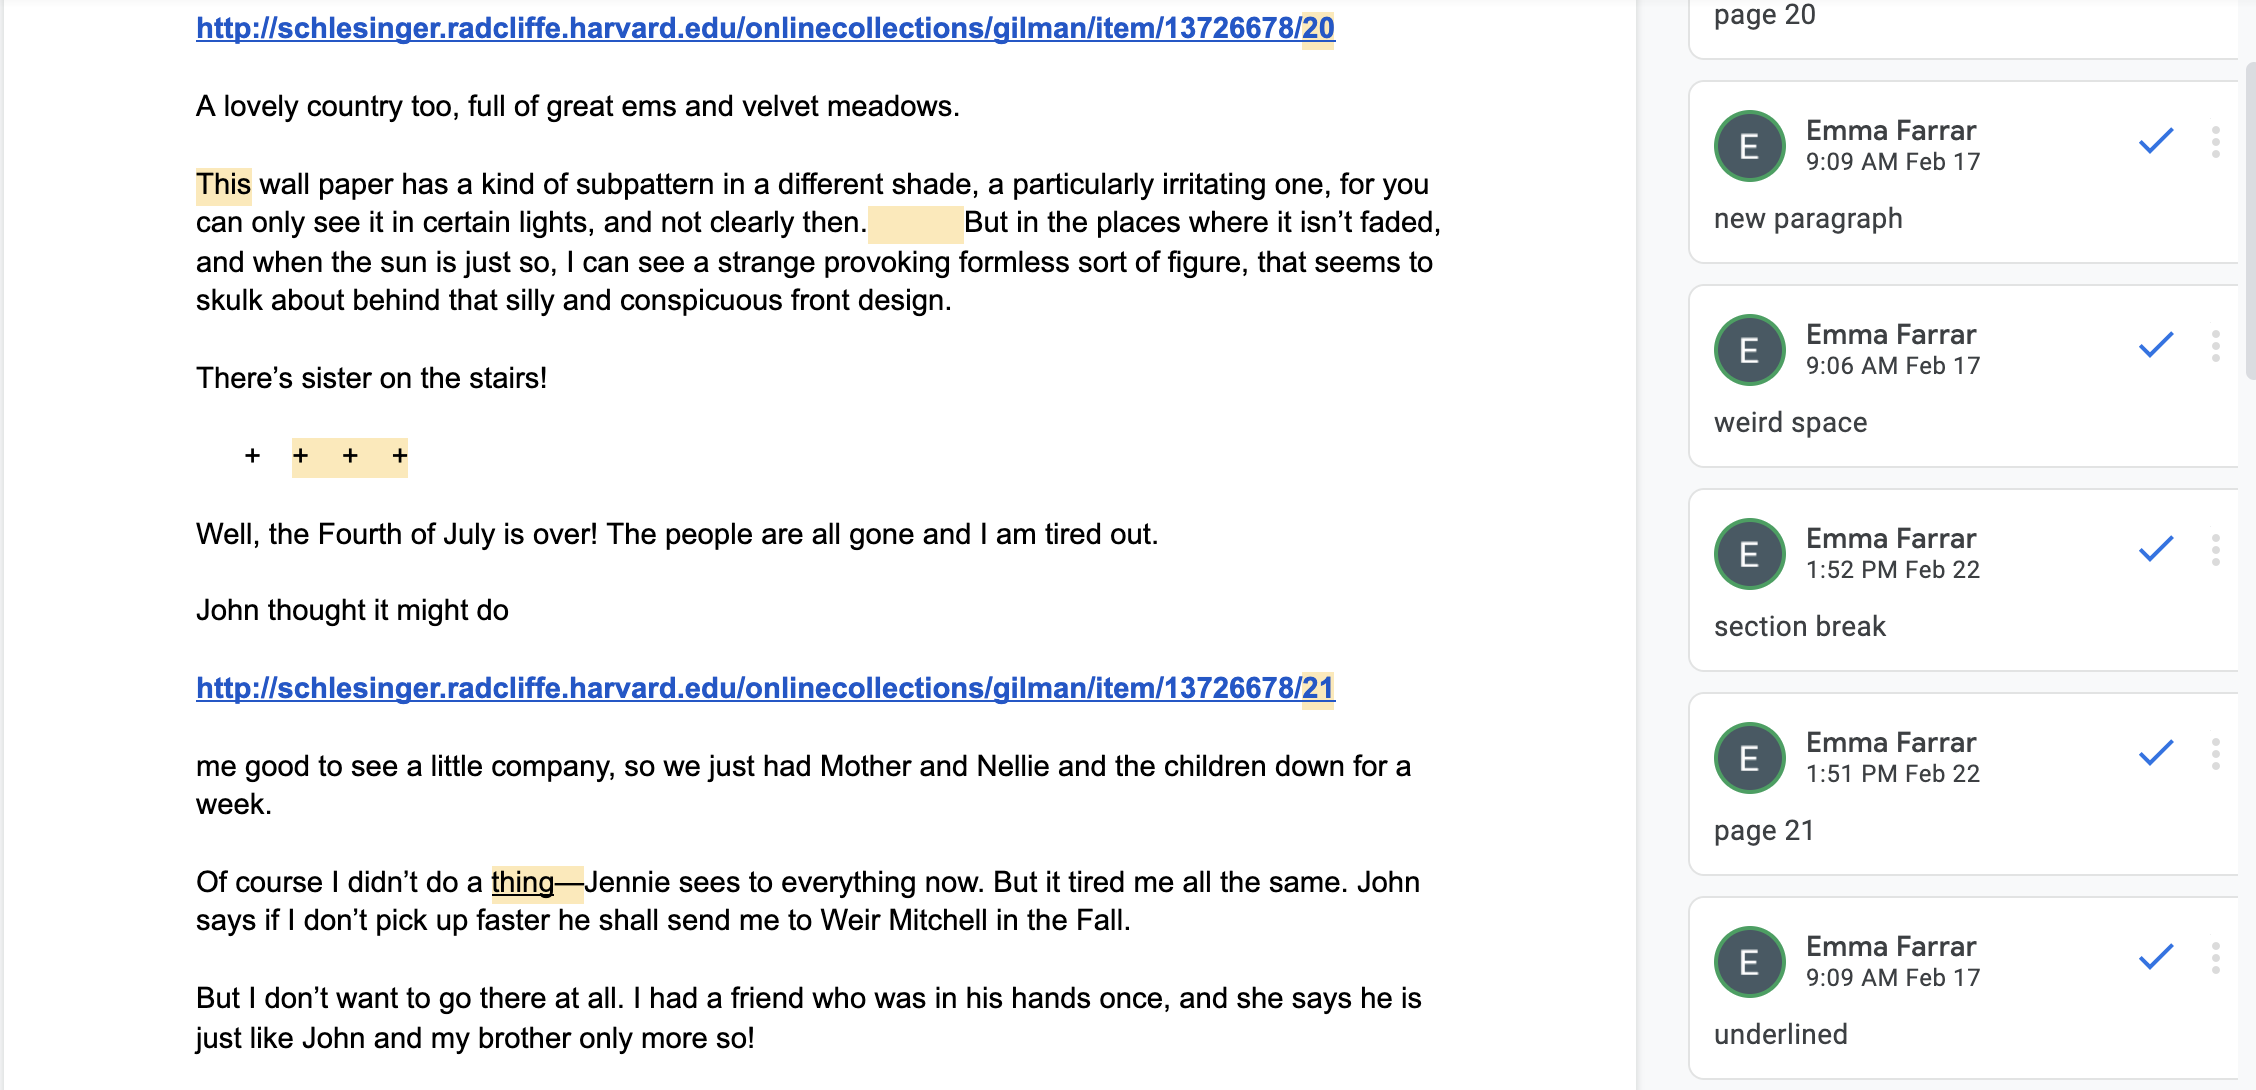 http://schlesinger.radcliffe.harvard.edu/onlinecollections/gilman/item/13726678/20
A lovely country too, full of great ems and velvet meadows.
This wall paper has a kind of subpattern in a different shade, a particularly irritating one, for you
can only see it in certain lights, and not clearly then. But in the places where it isn’t faded,
and when the sun is just so, I can see a strange provoking formless sort of figure, that seems to
skulk about behind that silly and conspicuous front design.
There’s sister on the stairs!
+ + + +
Well, the Fourth of July is over! The people are all gone and I am tired out.
John thought it might do
http://schlesinger.radcliffe.harvard.edu/onlinecollections/gilman/item/13726678/21
me good to see a little company, so we just had Mother and Nellie and the children down for a
week.
Of course I didn’t do a thing—Jennie sees to everything now. But it tired me all the same. John
says if I don’t pick up faster he shall send me to Weir Mitchell in the Fall.
But I don’t want to go there at all. I had a friend who was in his hands once, and she says he is
just like John and my brother only more so!
page 20
E
Emma Farrar
9:09 AM Feb 17
new paragraph
E
Emma Farrar
9:06 AM Feb 17
weird space
E
Emma Farrar
1:52 PM Feb 22
section break
E
Emma Farrar
1:51 PM Feb 22
page 21
E
Emma Farrar
9:09 AM Feb 17
underlined